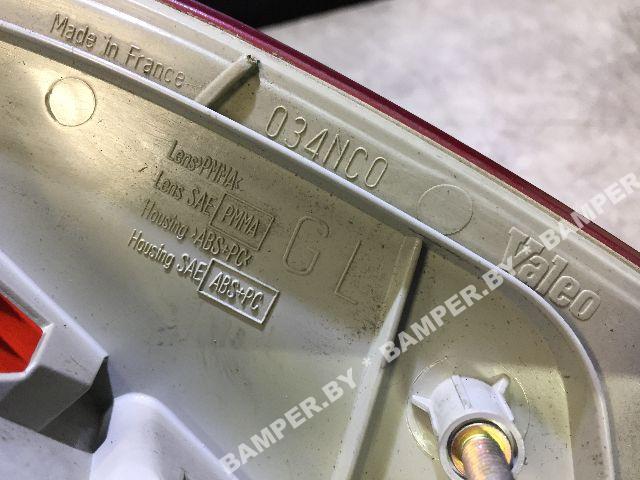 Made in France
034NC0
Lens>PMMA<
Lens SAE PMMA
Housing >ABS+PC<
Housing SAE ABS+PC
GL
Valeo
BAMPER.BY * BAMPER.BY * BAMPER.BY * BAMPER